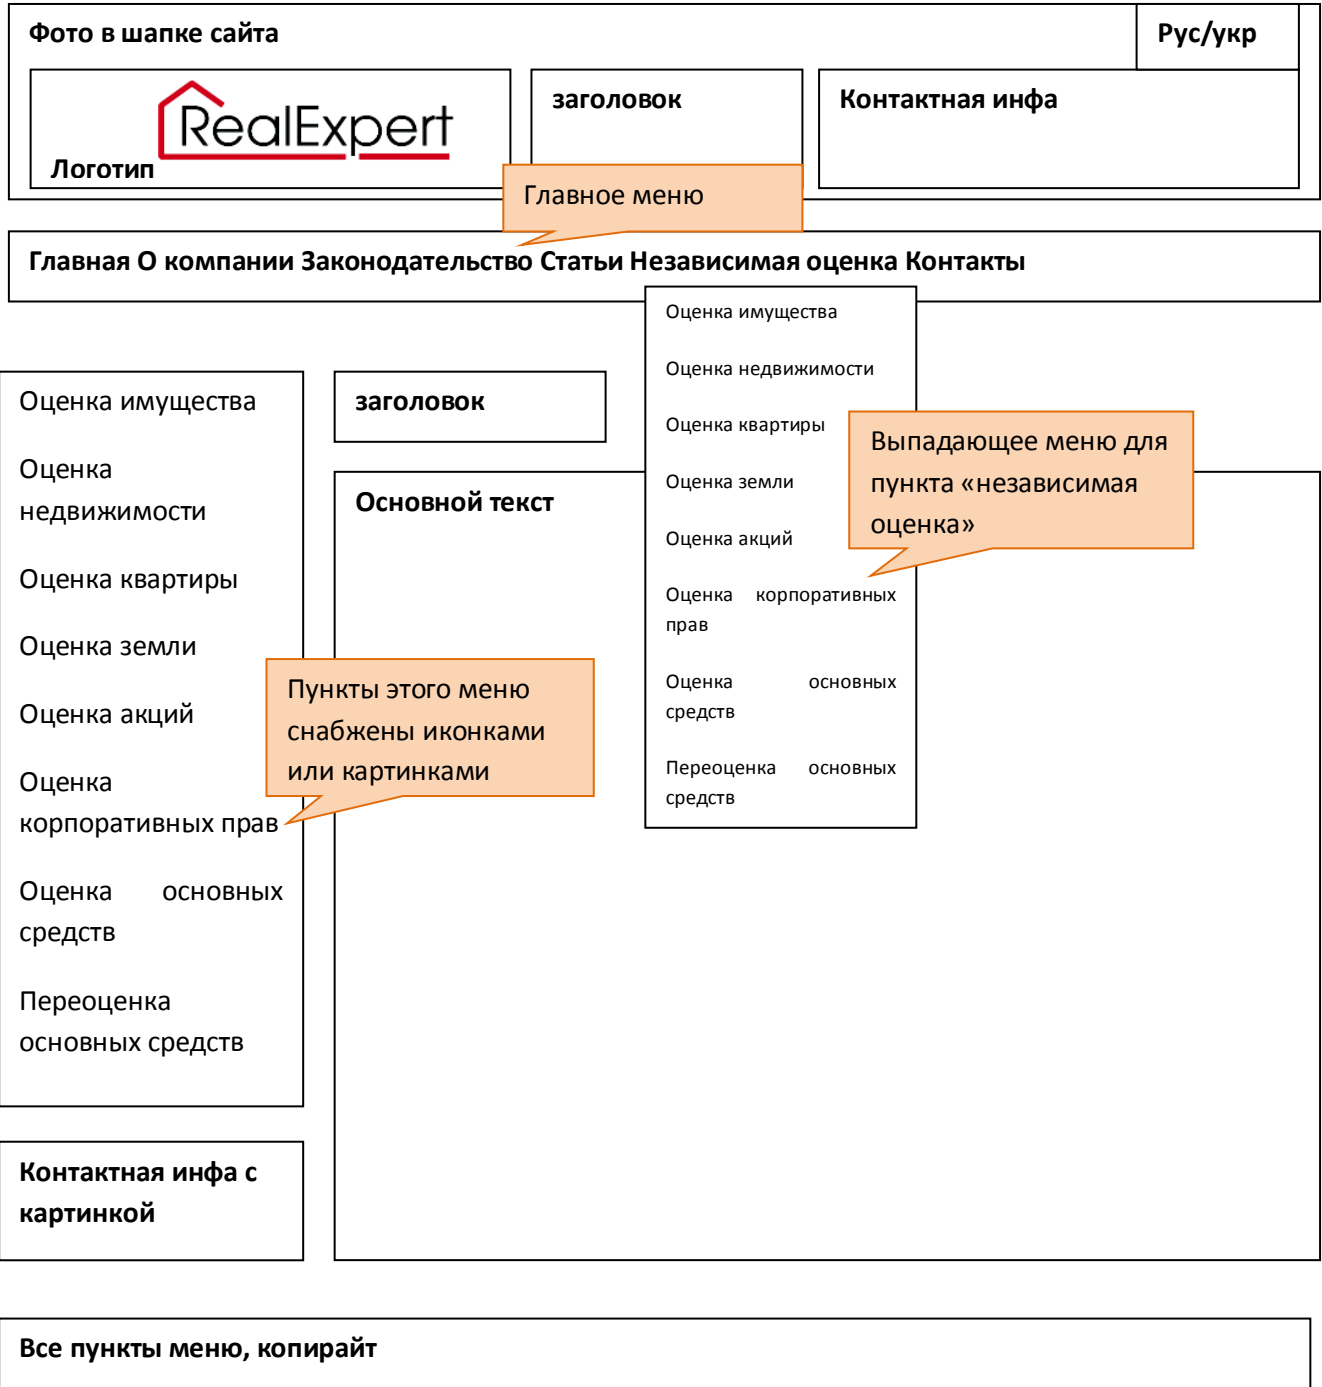 Фото в шапке сайта
Рус/укр
RealExpert
Логотип
заголовок
Контактная инфа
Главное меню
Главная О компании Законодательство Статьи Независимая оценка Контакты
Оценка имущества
Оценка недвижимости
Оценка квартиры
Оценка земли
Оценка акций
Оценка корпоративных
прав
Оценка основных
средств
Переоценка основных
средств
Выпадающее меню для
пункта «независимая
оценка»
Оценка имущества
Оценка
недвижимости
Оценка квартиры
Оценка земли
Оценка акций
Оценка
корпоративных прав
Оценка основных
средств
Переоценка
основных средств
Пункты этого меню
снабжены иконками
или картинками
заголовок
Основной текст
Контактная инфа с
картинкой
Все пункты меню, копирайт